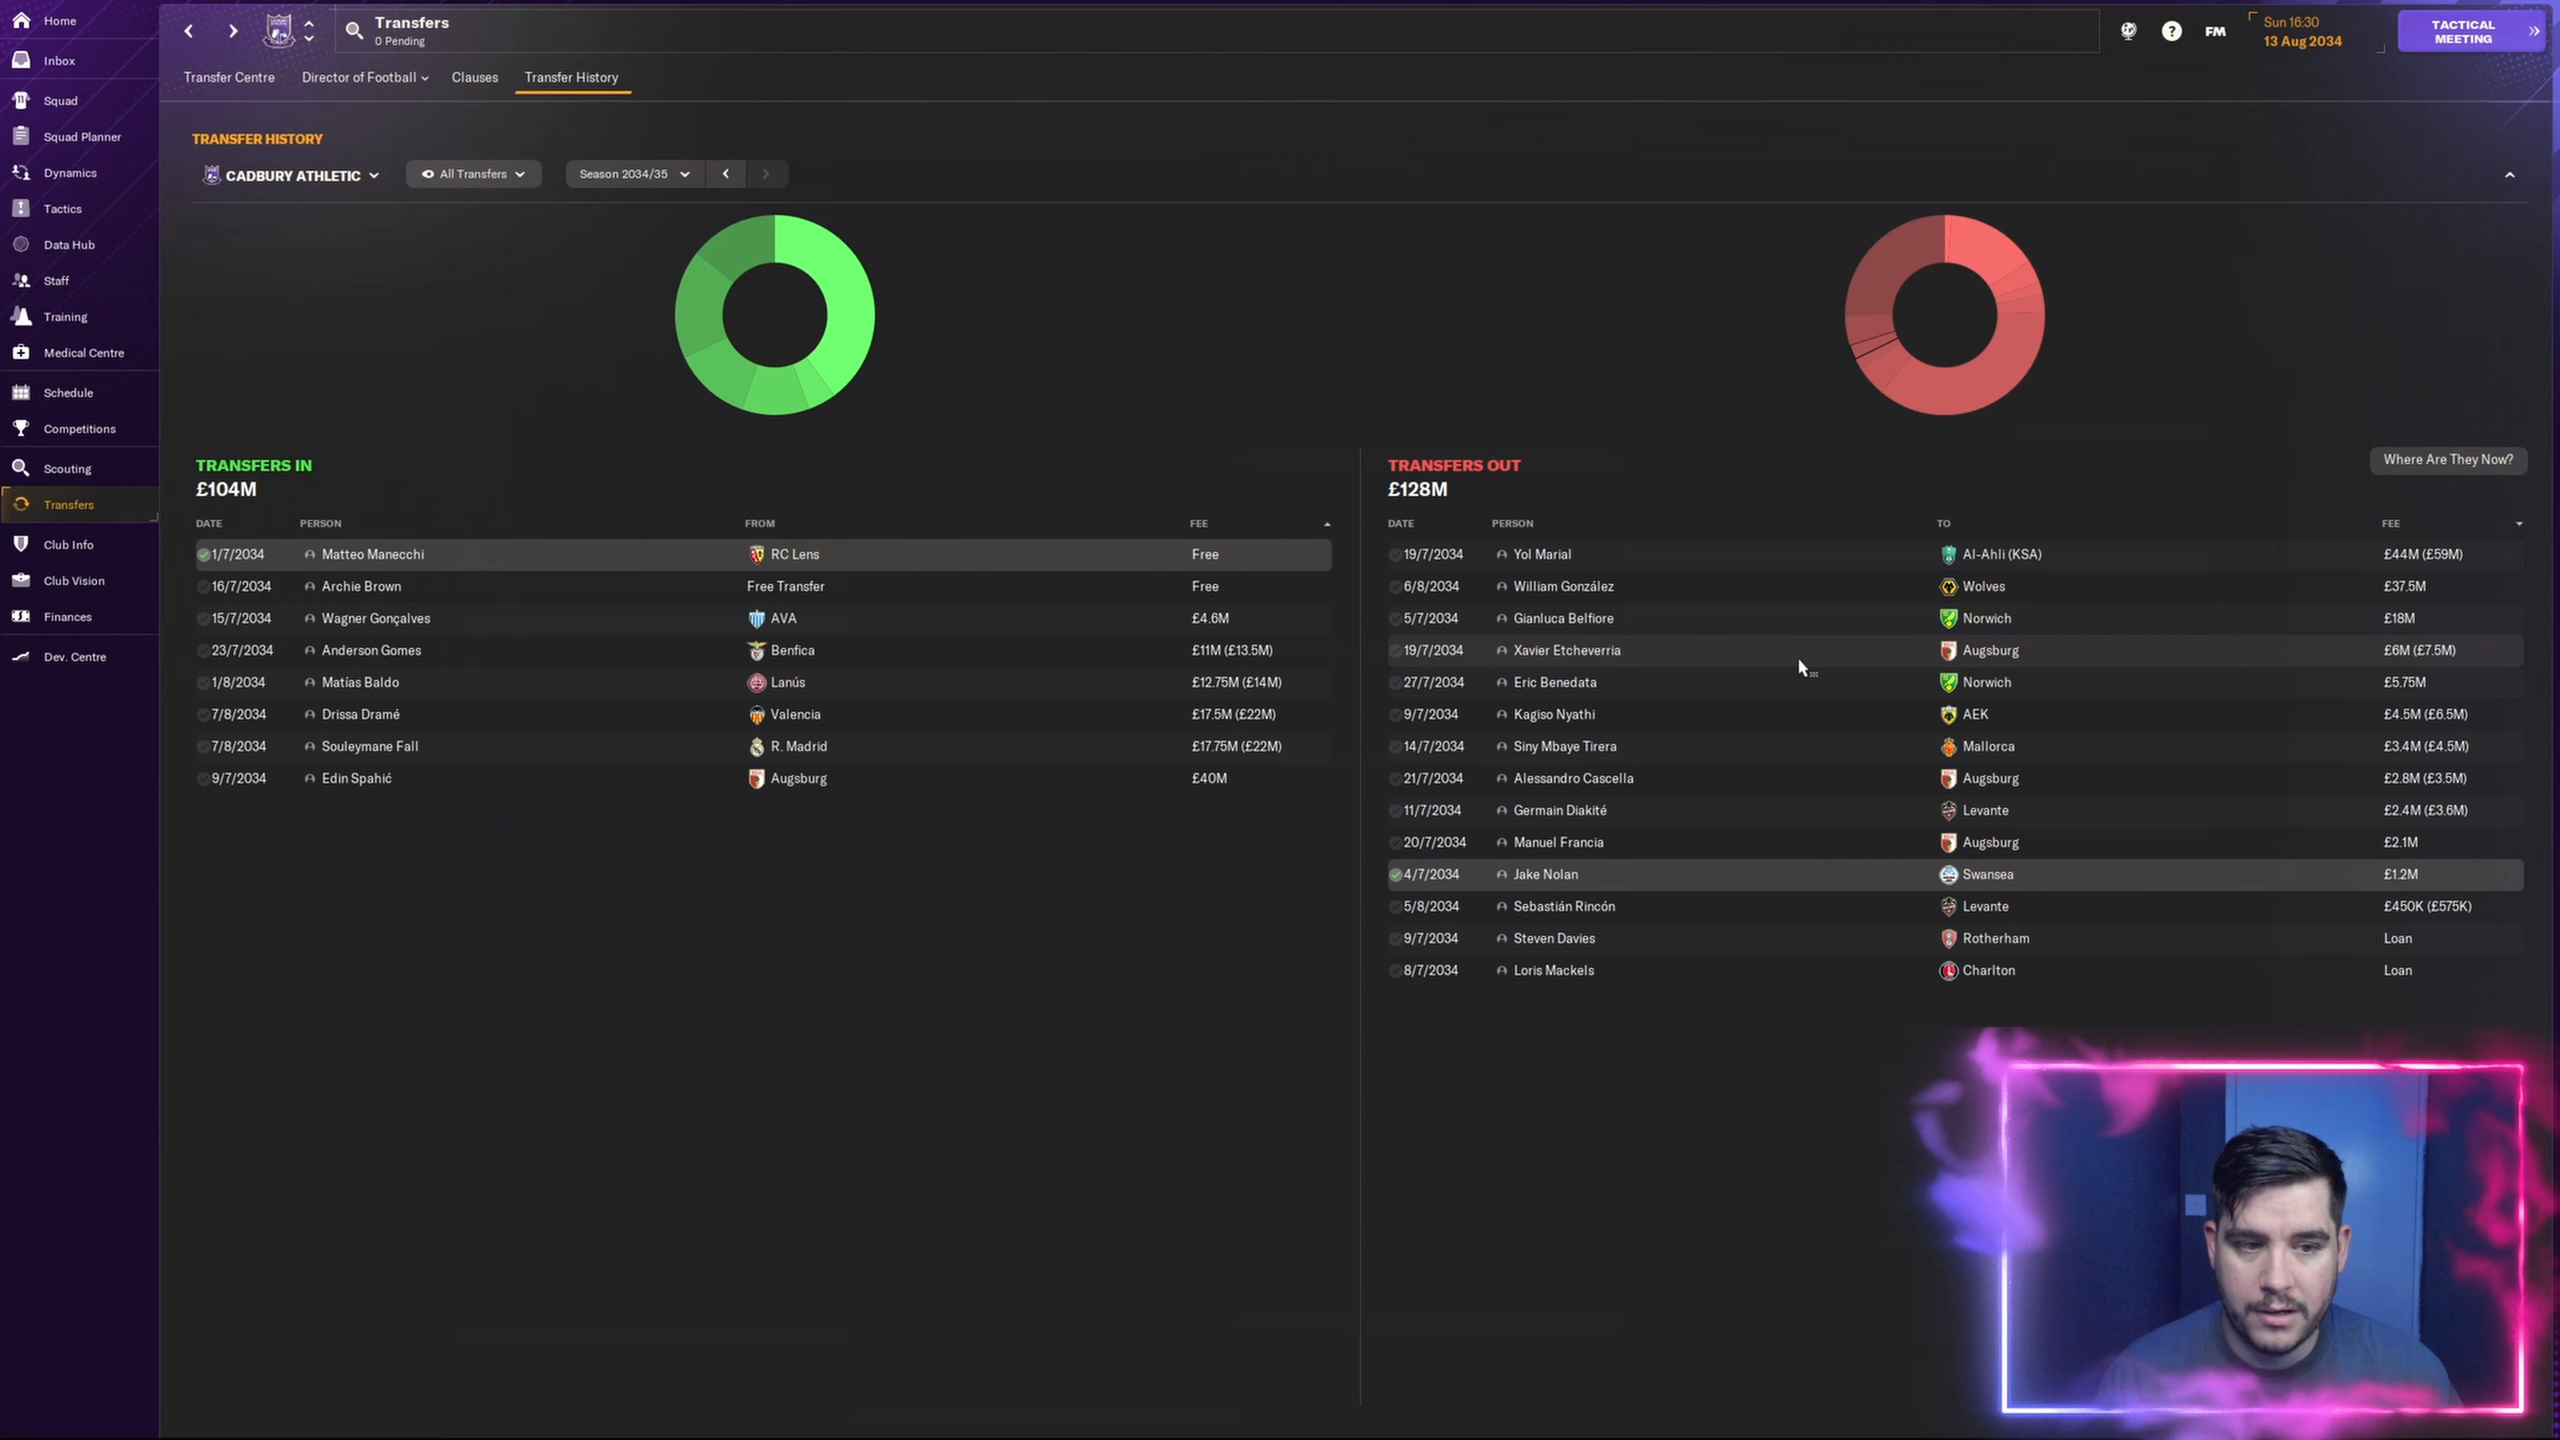 Home
Inbox
Squad
Squad Planner
Dynamics
Tactics
Data Hub
Staff
Training
Medical Centre
Schedule
Competitions
Scouting
Transfers
Club Info
Club Vision
Finances
Dev. Centre
Transfers
0 Pending
? FM
Sun 16:30
13 Aug 2034
TACTICAL
MEETING
Transfer Centre Director of Football Clauses Transfer History
TRANSFER HISTORY
CADBURY ATHLETIC All Transfers Season 2034/35
TRANSFERS IN
£104M
DATE PERSON FROM FEE
1/7/2034 Matteo Manecchi RC Lens Free
16/7/2034 Archie Brown Free Transfer Free
15/7/2034 Wagner Gonçalves AVA £4.6M
23/7/2034 Anderson Gomes Benfica £11M (£13.5M)
1/8/2034 Matías Baldo Lanús £12.75M (£14M)
7/8/2034 Drissa Dramé Valencia £17.5M (£22M)
7/8/2034 Souleymane Fall R. Madrid £17.75M (£22M)
9/7/2034 Edin Spahić Augsburg £40M
TRANSFERS OUT
£128M
Where Are They Now?
DATE PERSON TO FEE
19/7/2034 Yol Marial Al-Ahli (KSA) £44M (£59M)
6/8/2034 William González Wolves £37.5M
5/7/2034 Gianluca Belfiore Norwich £18M
19/7/2034 Xavier Etcheverria Augsburg £6M (£7.5M)
27/7/2034 Eric Benedata Norwich £5.75M
9/7/2034 Kagiso Nyathi AEK £4.5M (£6.5M)
14/7/2034 Siny Mbaye Tirera Mallorca £3.4M (£4.5M)
21/7/2034 Alessandro Cascella Augsburg £2.8M (£3.5M)
11/7/2034 Germain Diakité Levante £2.4M (£3.6M)
20/7/2034 Manuel Francia Augsburg £2.1M
4/7/2034 Jake Nolan Swansea £1.2M
5/8/2034 Sebastián Rincón Levante £450K (£575K)
9/7/2034 Steven Davies Rotherham Loan
8/7/2034 Loris Mackels Charlton Loan